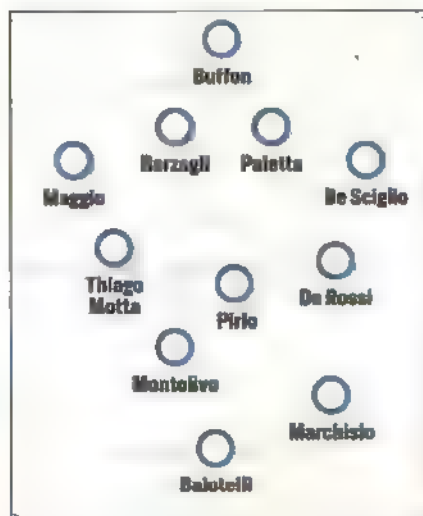 Buffon
Barzagli Paletta
Maggio De Sciglio
Thiago
Motta
Pirlo
De Rossi
Montolivo
Marchisio
Balotelli